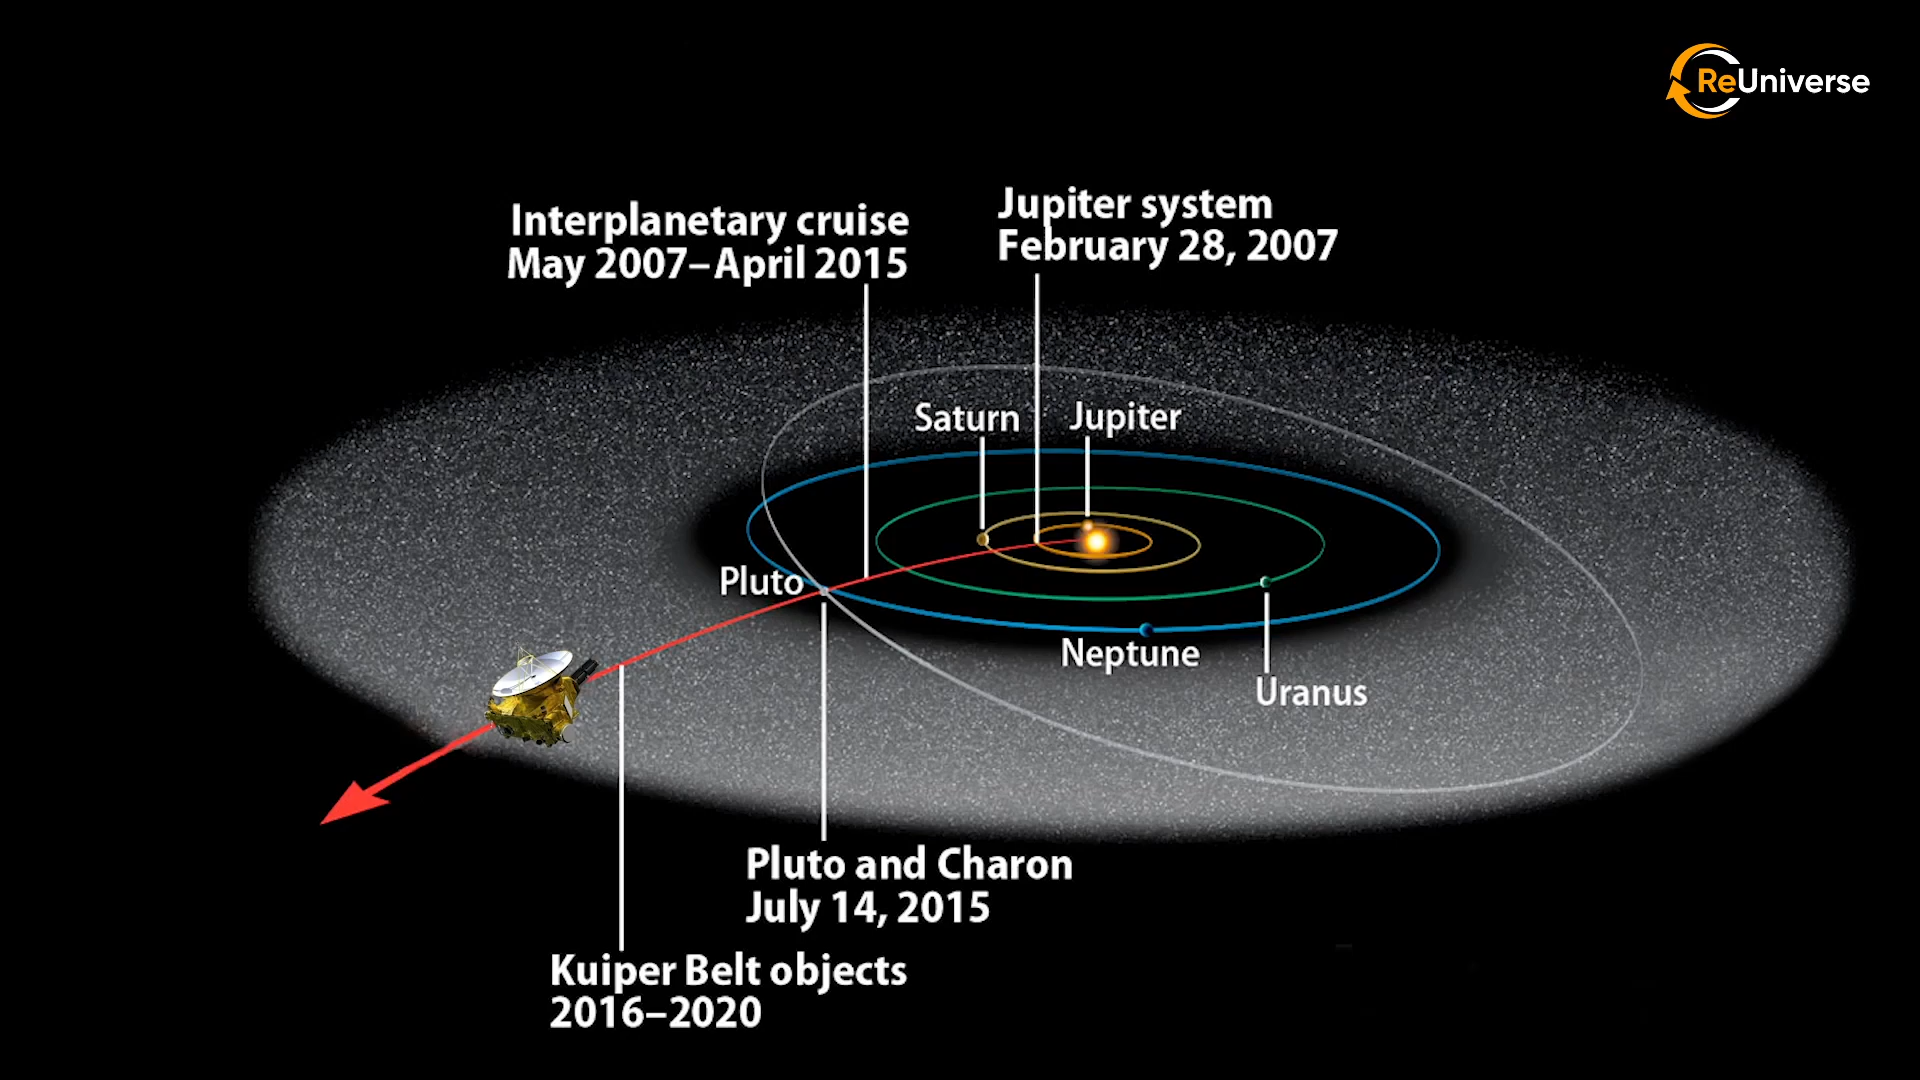 ReUniverse
Interplanetary cruise
May 2007–April 2015
Jupiter system
February 28, 2007
Saturn
Jupiter
Pluto
Neptune
Uranus
Pluto and Charon
July 14, 2015
Kuiper Belt objects
2016–2020